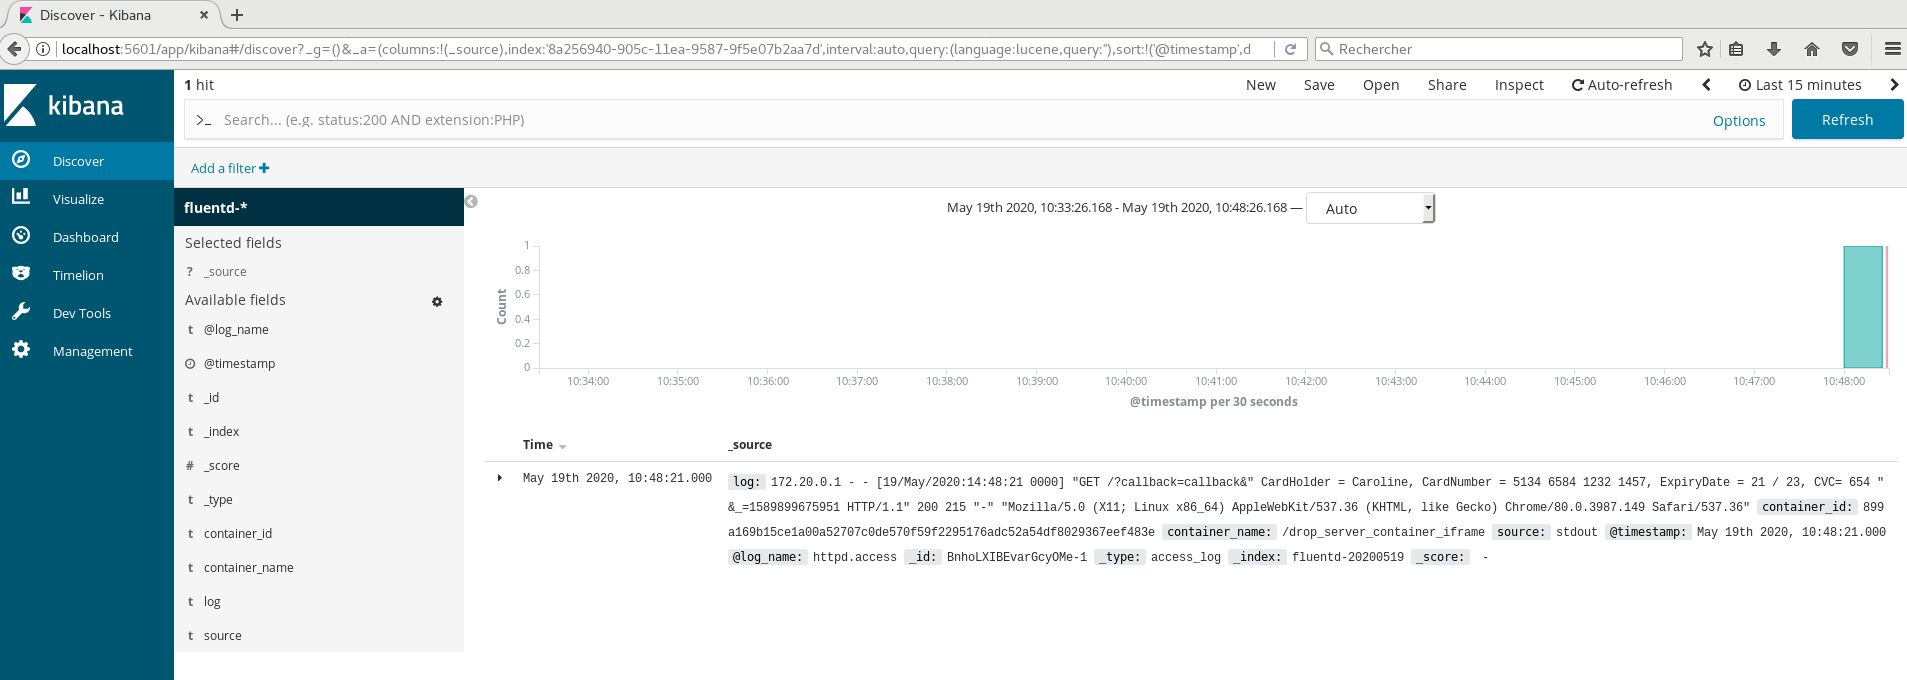 Discover - Kibana
localhost:5601/app/kibana#/discover?_g=()&_a=(columns:!(_source),index:'8a256940-905c-11ea-9587-9f5e07b2aa7d',interval:auto,query:(language:lucene,query:''),sort:!('@timestamp',d
Rechercher
kibana
Discover
Visualize
Dashboard
Timelion
Dev Tools
Management
1 hit
New Save Open Share Inspect Auto-refresh Last 15 minutes
>_ Search... (e.g. status:200 AND extension:PHP)
Options
Refresh
Add a filter +
fluentd-*
Selected fields
? _source
Available fields
t @log_name
@timestamp
t _id
t _index
# _score
t _type
t container_id
t container_name
t log
t source
May 19th 2020, 10:33:26.168 - May 19th 2020, 10:48:26.168 — Auto
Count
1
0.8
0.6
0.4
0.2
0
10:34:00 10:35:00 10:36:00 10:37:00 10:38:00 10:39:00 10:40:00 10:41:00 10:42:00 10:43:00 10:44:00 10:45:00 10:46:00 10:47:00 10:48:00
@timestamp per 30 seconds
Time _source
May 19th 2020, 10:48:21.000
log: 172.20.0.1 - - [19/May/2020:14:48:21 0000] "GET /?callback=callback&" CardHolder = Caroline, CardNumber = 5134 6584 1232 1457, ExpiryDate = 21 / 23, CVC= 654 "
&_=1589899675951 HTTP/1.1" 200 215 "-" "Mozilla/5.0 (X11; Linux x86_64) AppleWebKit/537.36 (KHTML, like Gecko) Chrome/80.0.3987.149 Safari/537.36" container_id: 899
a169b15ce1a00a52707c0de570f59f2295176adc52a54df8029367eef483e container_name: /drop_server_container_iframe source: stdout @timestamp: May 19th 2020, 10:48:21.000
@log_name: httpd.access _id: BnhoLXIBEvarGcyOMe-1 _type: access_log _index: fluentd-20200519 _score: -